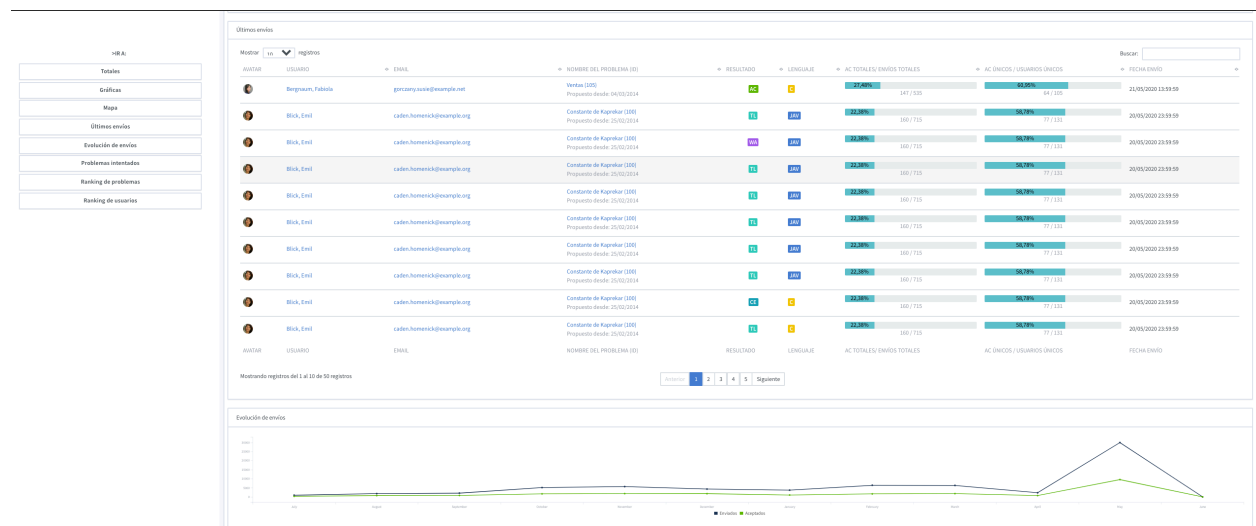 >IR A:
Totales
Gráficas
Mapa
Últimos envíos
Evolución de envíos
Problemas intentados
Ranking de problemas
Ranking de usuarios
Últimos envíos
Mostrar 10 registros Buscar:
AVATAR USUARIO EMAIL NOMBRE DEL PROBLEMA (ID) RESULTADO LENGUAJE AC TOTALES/ ENVÍOS TOTALES AC ÚNICOS / USUARIOS ÚNICOS FECHA ENVÍO
Bergnaum, Fabiola gorczany.susie@example.net Ventas (105) AC C 27,48% 60,95% 21/05/2020 13:59:59
Propuesto desde: 04/03/2014 147 / 535 64 / 105
Blick, Emil caden.homenick@example.org Constante de Kaprekar (100) TL JAV 22,38% 58,78% 20/05/2020 23:59:59
Propuesto desde: 25/02/2014 160 / 715 77 / 131
Blick, Emil caden.homenick@example.org Constante de Kaprekar (100) WA JAV 22,38% 58,78% 20/05/2020 23:59:59
Propuesto desde: 25/02/2014 160 / 715 77 / 131
Blick, Emil caden.homenick@example.org Constante de Kaprekar (100) TL JAV 22,38% 58,78% 20/05/2020 23:59:59
Propuesto desde: 25/02/2014 160 / 715 77 / 131
Blick, Emil caden.homenick@example.org Constante de Kaprekar (100) TL JAV 22,38% 58,78% 20/05/2020 23:59:59
Propuesto desde: 25/02/2014 160 / 715 77 / 131
Blick, Emil caden.homenick@example.org Constante de Kaprekar (100) TL JAV 22,38% 58,78% 20/05/2020 23:59:59
Propuesto desde: 25/02/2014 160 / 715 77 / 131
Blick, Emil caden.homenick@example.org Constante de Kaprekar (100) TL JAV 22,38% 58,78% 20/05/2020 23:59:59
Propuesto desde: 25/02/2014 160 / 715 77 / 131
Blick, Emil caden.homenick@example.org Constante de Kaprekar (100) TL JAV 22,38% 58,78% 20/05/2020 23:59:59
Propuesto desde: 25/02/2014 160 / 715 77 / 131
Blick, Emil caden.homenick@example.org Constante de Kaprekar (100) CE C 22,38% 58,78% 20/05/2020 23:59:59
Propuesto desde: 25/02/2014 160 / 715 77 / 131
Blick, Emil caden.homenick@example.org Constante de Kaprekar (100) TL C 22,38% 58,78% 20/05/2020 23:59:59
Propuesto desde: 25/02/2014 160 / 715 77 / 131
AVATAR USUARIO EMAIL NOMBRE DEL PROBLEMA (ID) RESULTADO LENGUAJE AC TOTALES/ ENVÍOS TOTALES AC ÚNICOS / USUARIOS ÚNICOS FECHA ENVÍO
Mostrando registros del 1 al 10 de 50 registros
Anterior 1 2 3 4 5 Siguiente
Evolución de envíos
Enviados Aceptados